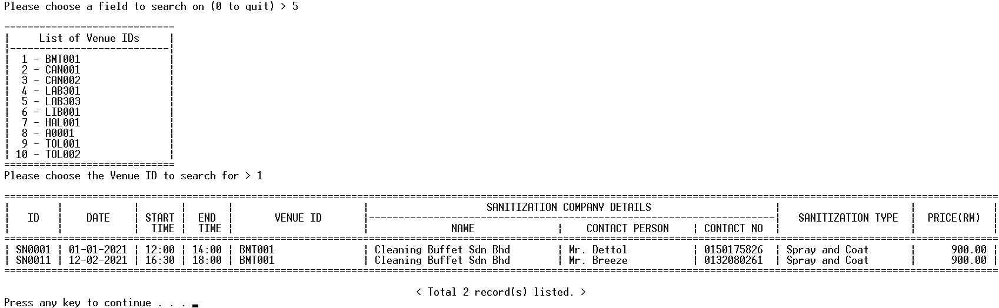 Please choose a field to search on (0 to quit) > 5
==============================
|     List of Venue IDs     |
|---------------------------|
|  1 - BMT001               |
|  2 - CAN001               |
|  3 - CAN002               |
|  4 - LAB301               |
|  5 - LAB303               |
|  6 - LIB001               |
|  7 - HAL001               |
|  8 - A0001                |
|  9 - TOL001               |
| 10 - TOL002               |
==============================
Please choose the Venue ID to search for > 1
| SANITIZATION COMPANY DETAILS |
| ID | DATE | START | END | VENUE ID | SANITIZATION TYPE | PRICE(RM) |
| TIME | TIME | NAME | CONTACT PERSON | CONTACT NO |
| SN0001 | 01-01-2021 | 12:00 | 14:00 | BMT001 | Cleaning Buffet Sdn Bhd | Mr. Dettol | 0150175826 | Spray and Coat | 900.00 |
| SN0011 | 12-02-2021 | 16:30 | 18:00 | BMT001 | Cleaning Buffet Sdn Bhd | Mr. Breeze | 0132080261 | Spray and Coat | 900.00 |
< Total 2 record(s) listed. >
Press any key to continue . . .